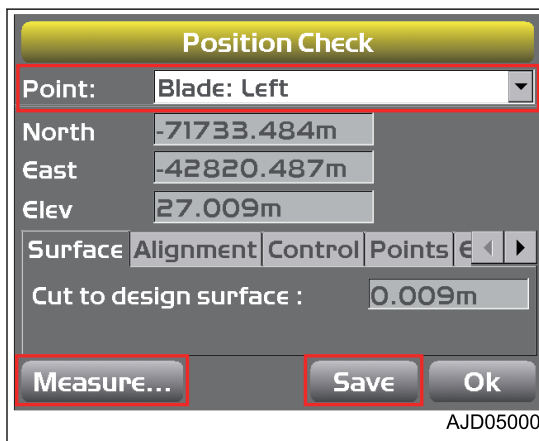 Position Check
Point: Blade: Left
North -71733.484m
East -42820.487m
Elev 27.009m
Surface Alignment Control Points
Cut to design surface : 0.009m
Measure... Save Ok
AJD05000